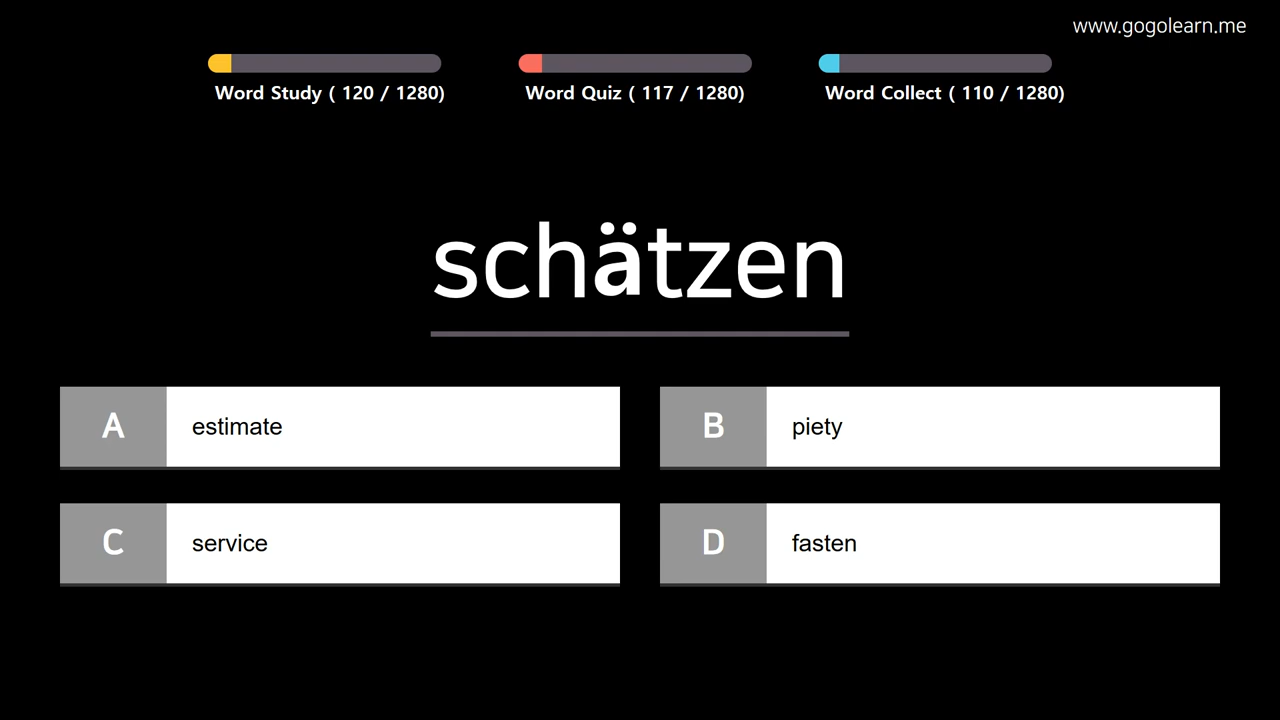 www.gogolearn.me
Word Study ( 120 / 1280)
Word Quiz ( 117 / 1280)
Word Collect ( 110 / 1280)
schätzen
A estimate
B piety
C service
D fasten